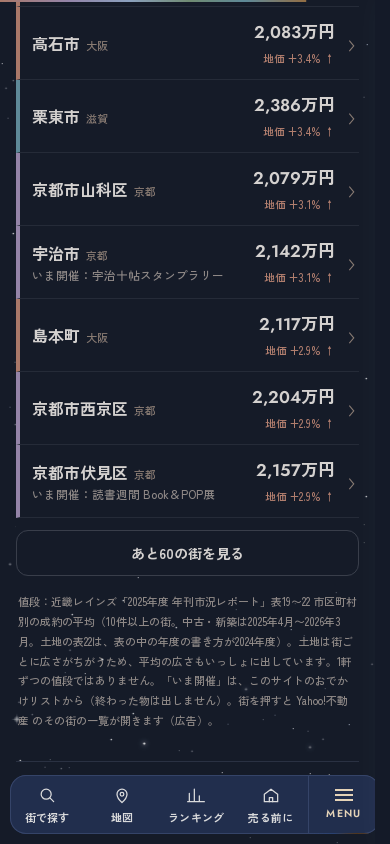 高石市 大阪 2,083万円
地価 +3.4% ↑
栗東市 滋賀 2,386万円
地価 +3.4% ↑
京都市山科区 京都 2,079万円
地価 +3.1% ↑
宇治市 京都 2,142万円
いま開催：宇治十帖スタンプラリー 地価 +3.1% ↑
島本町 大阪 2,117万円
地価 +2.9% ↑
京都市西京区 京都 2,204万円
地価 +2.9% ↑
京都市伏見区 京都 2,157万円
いま開催：読書週間 Book＆POP展 地価 +2.9% ↑
あと60の街を見る
値段：近畿レインズ「2025年度 年刊市況レポート」表19〜22 市区町村
別の成約の平均（10件以上の街。中古・新築は2025年4月〜2026年3
月。土地の表22は、表の中の年度の書き方が2024年度）。土地は街ご
とに広さがちがうため、平均の広さもいっしょに出しています。1軒
ずつの値段ではありません。「いま開催」は、このサイトのおでか
けリストから（終わった物は出しません）。街を押すと Yahoo!不動
産 のその街の一覧が開きます（広告）。
街で探す 地図 ランキング 売る前に MENU